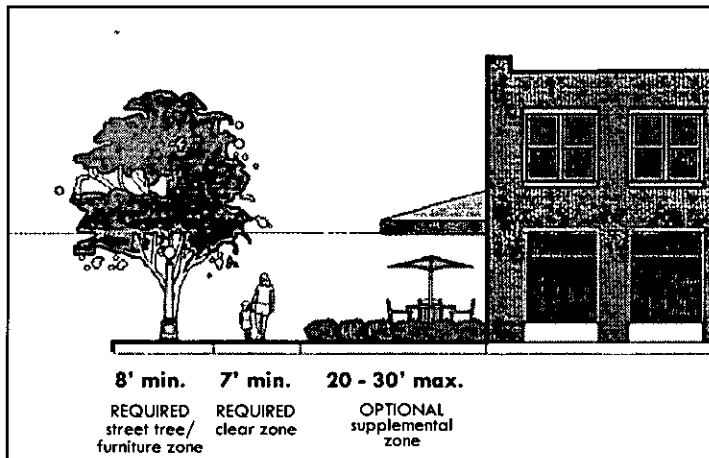 8' min. 7' min. 20 - 30' max.
REQUIRED street tree/ furniture zone
REQUIRED clear zone
OPTIONAL supplemental zone